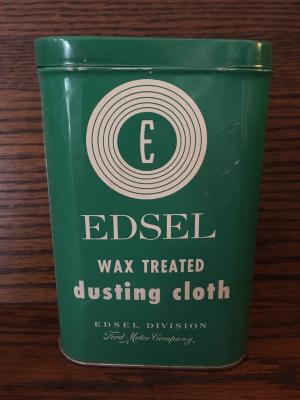 E
EDSEL
WAX TREATED
dusting cloth
EDSEL DIVISION
Ford Motor Company,